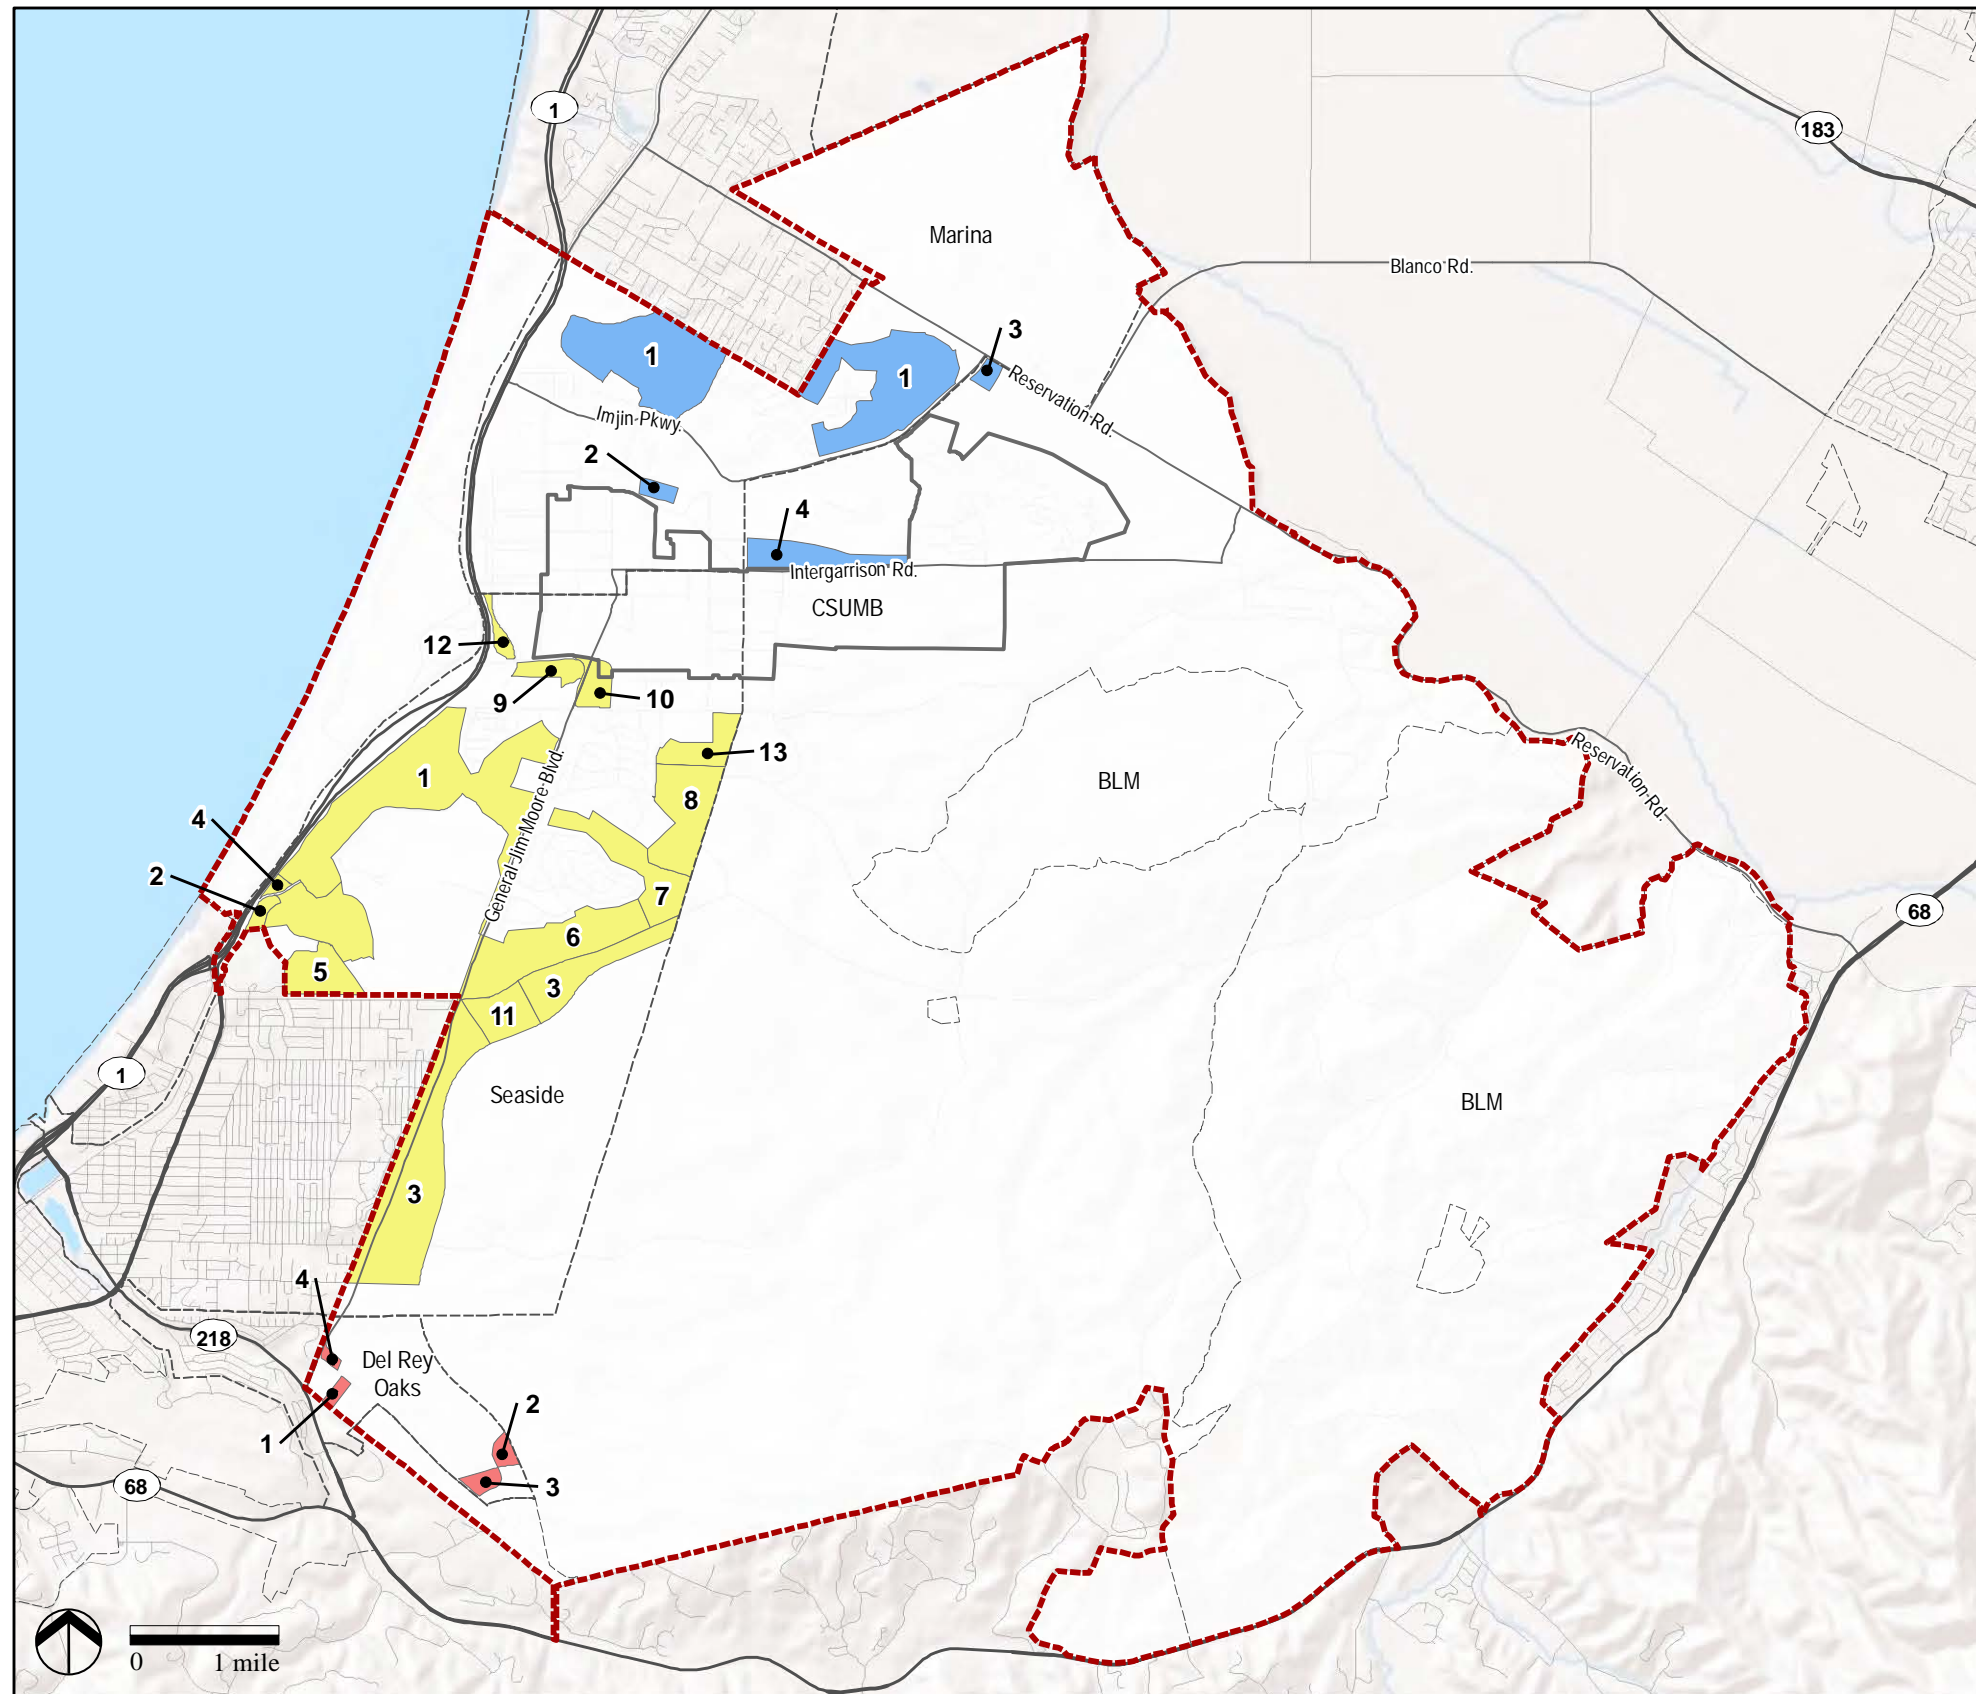 1
183
Marina
Blanco Rd.
3
1
1
Reservation Rd.
Imjin Pkwy.
2
4
Intergarrison Rd.
CSUMB
12
9
10
13
Reservation Rd.
1
BLM
General Jim Moore Blvd.
8
4
2
7
68
6
5
3
11
1
Seaside
BLM
3
4
218
Del Rey
Oaks
2
1
68
3
0
1 mile